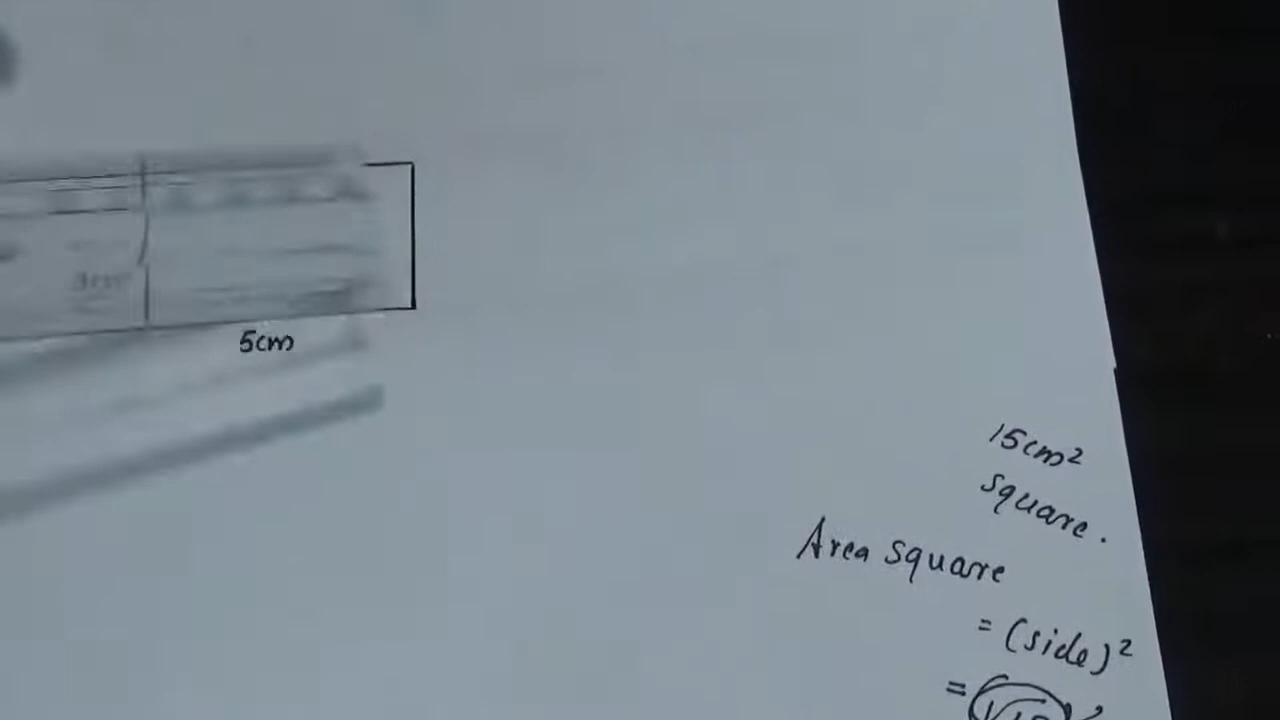 5cm
15cm²
square.
Area square
= (side)²
=